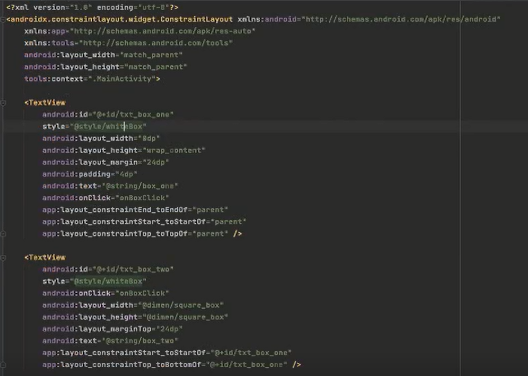 <?xml version="1.0" encoding="utf-8"?>
<androidx.constraintlayout.widget.ConstraintLayout xmlns:android="http://schemas.android.com/apk/res/android"
xmlns:app="http://schemas.android.com/apk/res-auto"
xmlns:tools="http://schemas.android.com/tools"
android:layout_width="match_parent"
android:layout_height="match_parent"
tools:context=".MainActivity">
<TextView
android:id="@+id/txt_box_one"
style="@style/whiteBox"
android:layout_width="0dp"
android:layout_height="wrap_content"
android:layout_margin="24dp"
android:padding="4dp"
android:text="@string/box_one"
android:onClick="onBoxClick"
app:layout_constraintEnd_toEndOf="parent"
app:layout_constraintStart_toStartOf="parent"
app:layout_constraintTop_toTopOf="parent" />
<TextView
android:id="@+id/txt_box_two"
style="@style/whiteBox"
android:onClick="onBoxClick"
android:layout_width="@dimen/square_box"
android:layout_height="@dimen/square_box"
android:layout_marginTop="24dp"
android:text="@string/box_two"
app:layout_constraintStart_toStartOf="@+id/txt_box_one"
app:layout_constraintTop_toBottomOf="@+id/txt_box_one" />